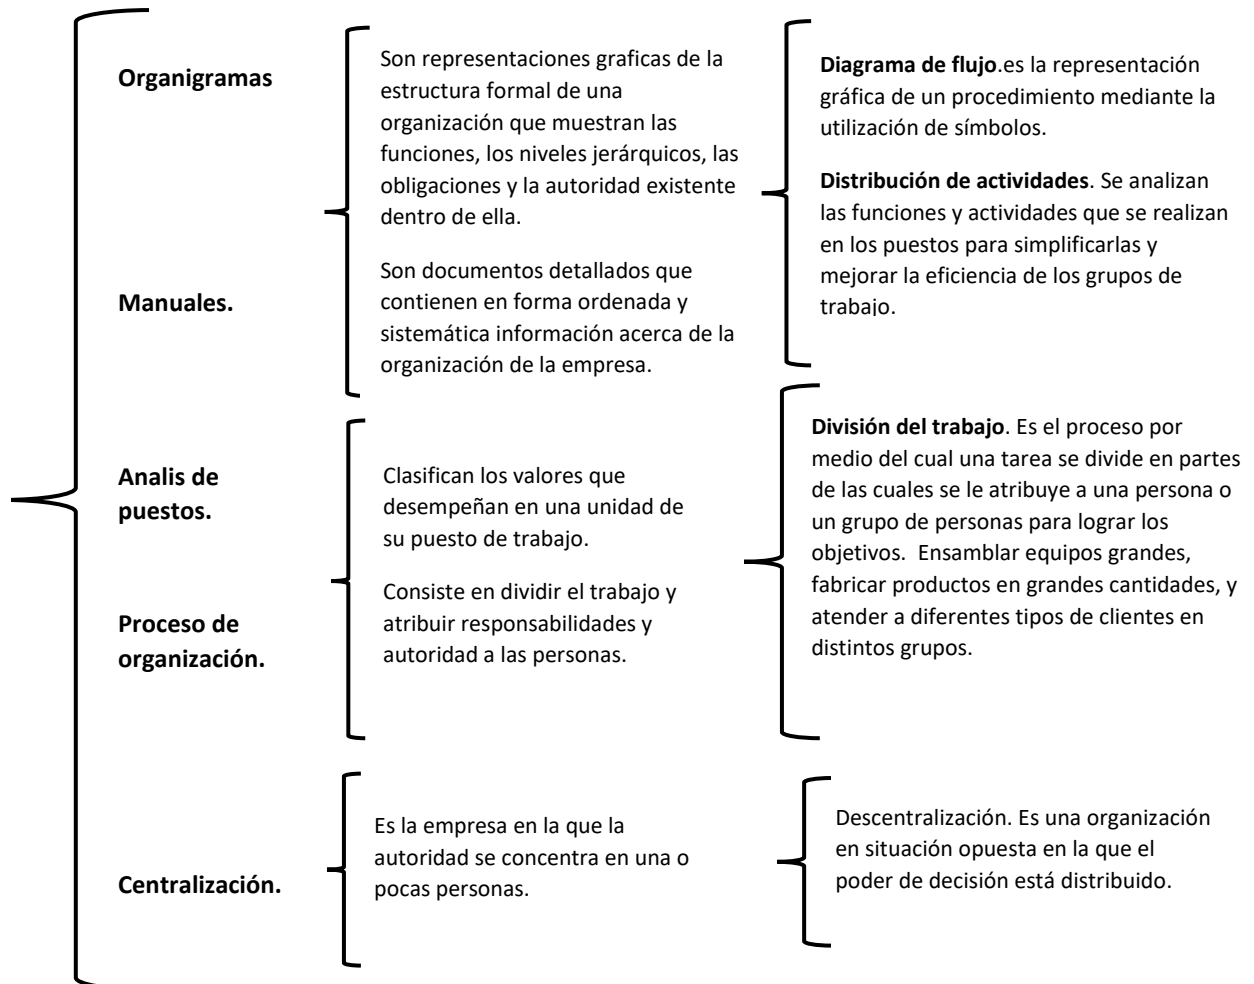 Organigramas
Son representaciones graficas de la
estructura formal de una
organización que muestran las
funciones, los niveles jerárquicos, las
obligaciones y la autoridad existente
dentro de ella.
Manuales.
Son documentos detallados que
contienen en forma ordenada y
sistemática información acerca de la
organización de la empresa.
Diagrama de flujo.es la representación
gráfica de un procedimiento mediante la
utilización de símbolos.
Distribución de actividades. Se analizan
las funciones y actividades que se realizan
en los puestos para simplificarlas y
mejorar la eficiencia de los grupos de
trabajo.
Analis de
puestos.
Clasifican los valores que
desempeñan en una unidad de
su puesto de trabajo.
Proceso de
organización.
Consiste en dividir el trabajo y
atribuir responsabilidades y
autoridad a las personas.
División del trabajo. Es el proceso por
medio del cual una tarea se divide en partes
de las cuales se le atribuye a una persona o
un grupo de personas para lograr los
objetivos.  Ensamblar equipos grandes,
fabricar productos en grandes cantidades, y
atender a diferentes tipos de clientes en
distintos grupos.
Centralización.
Es la empresa en la que la
autoridad se concentra en una o
pocas personas.
Descentralización. Es una organización
en situación opuesta en la que el
poder de decisión está distribuido.